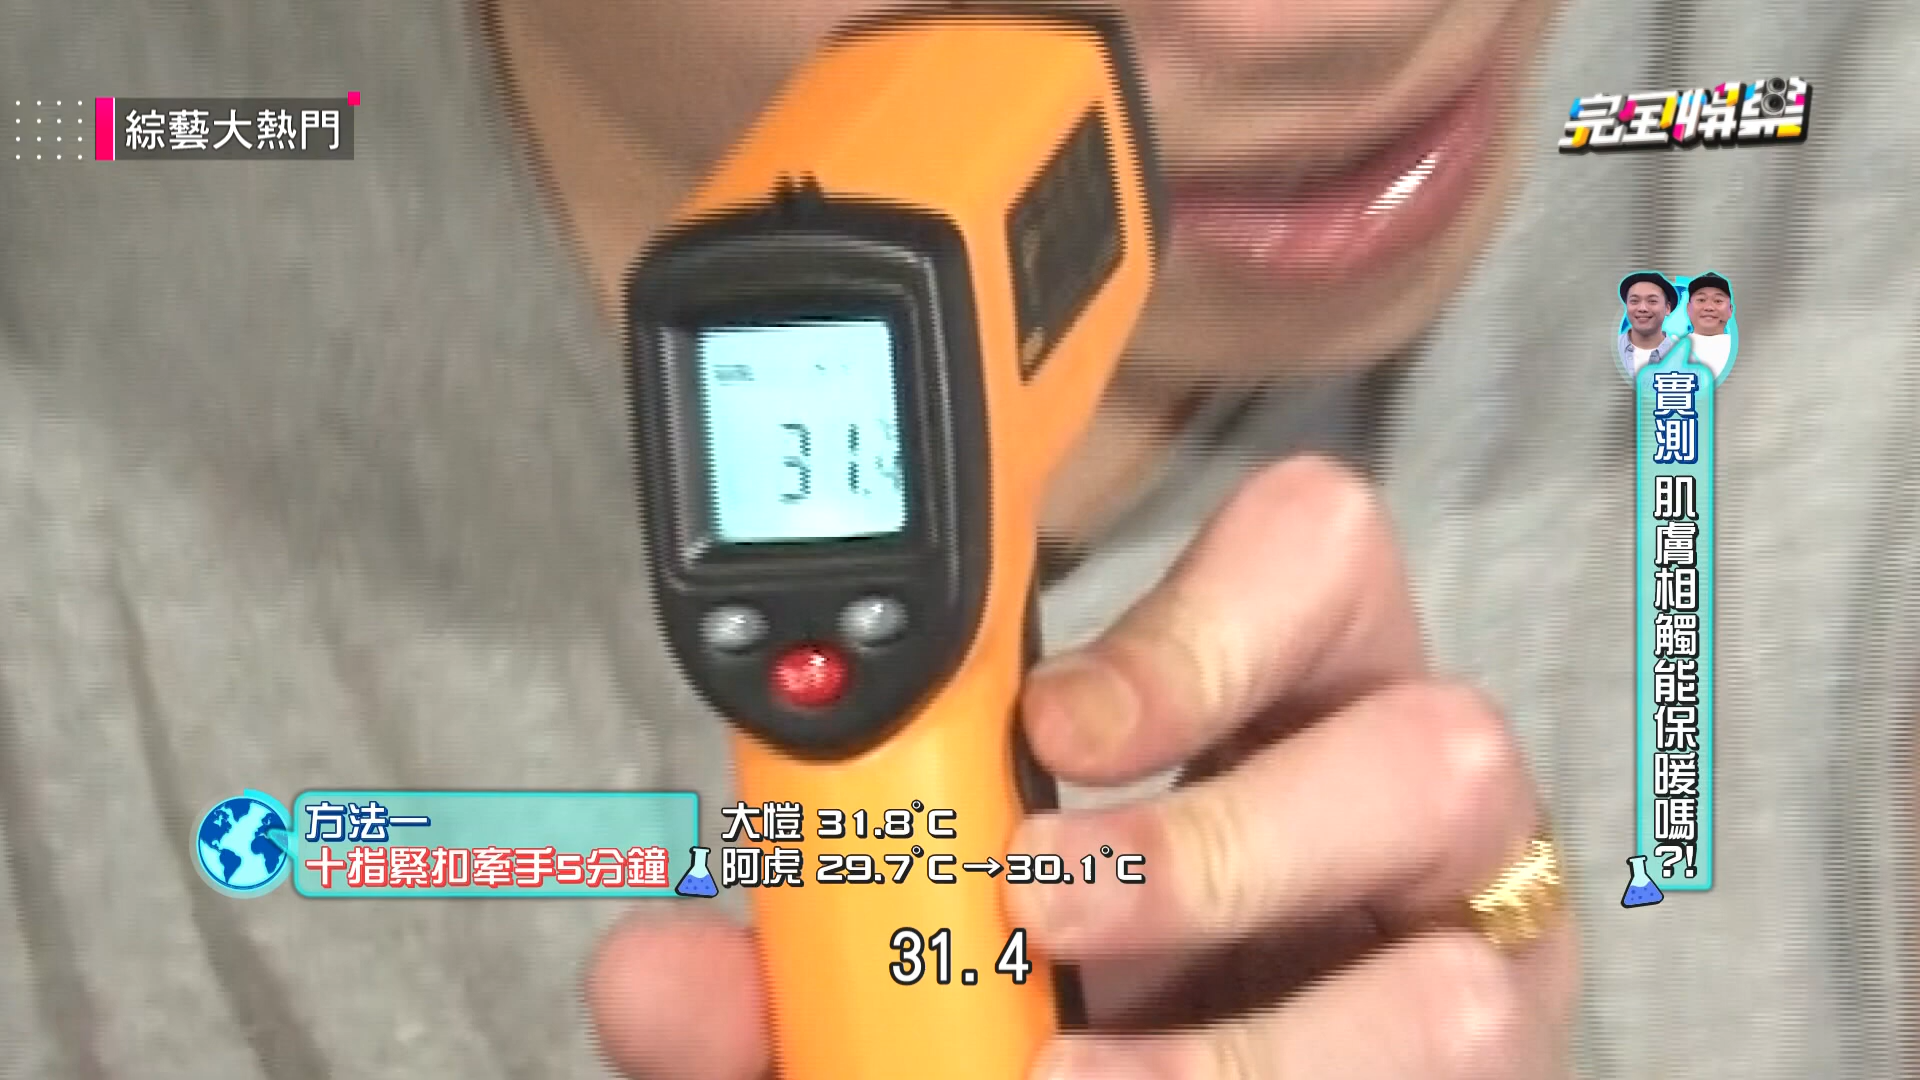 綜藝大熱門
完全娛樂
實測 肌膚相觸能保暖嗎?!
31.
方法一
十指緊扣牽手5分鐘
大愷 31.8°C
阿虎 29.7°C→30.1°C
31.4